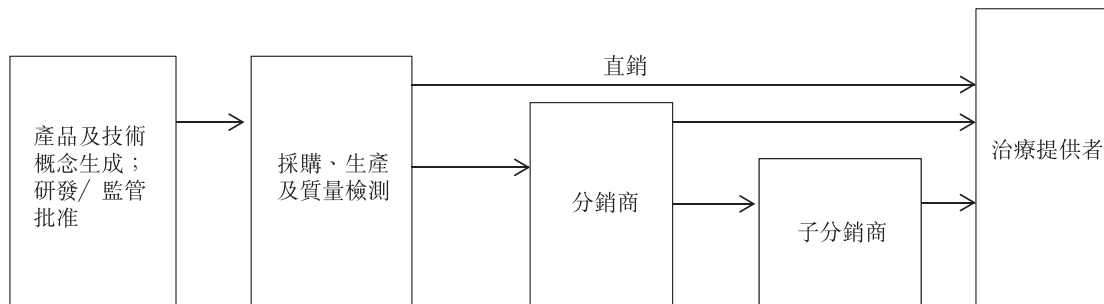 產品及技術
概念生成；
研發/ 監管
批准
採購、生產
及質量檢測
直銷
分銷商
子分銷商
治療提供者